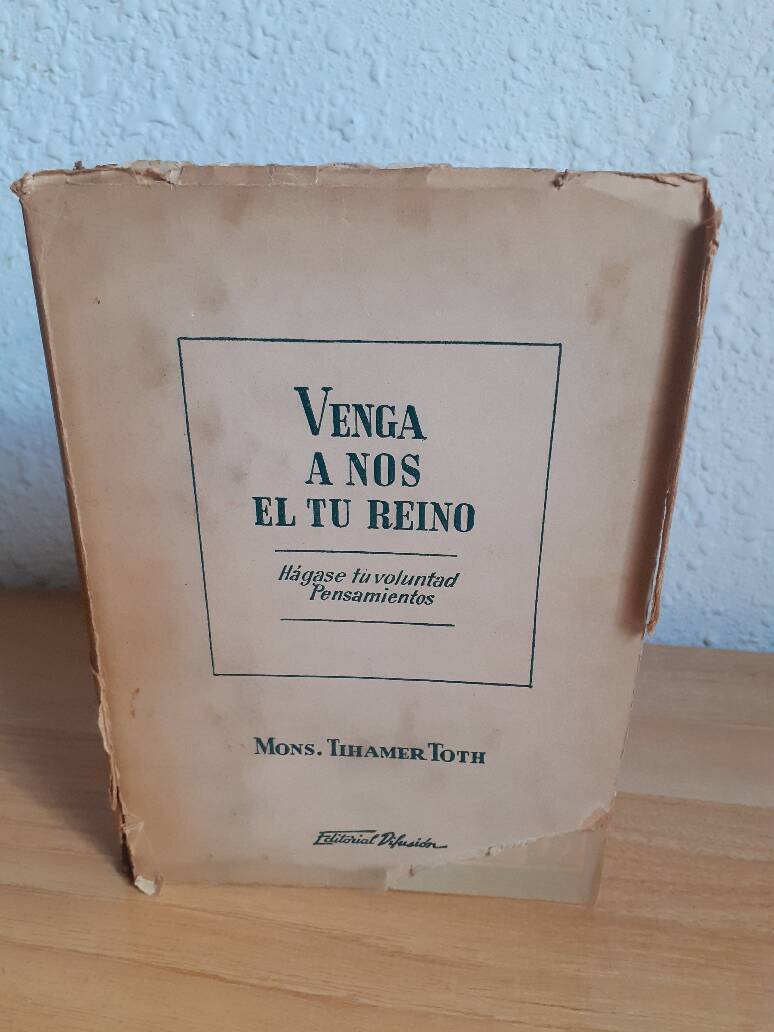 VENGA
A NOS
EL TU REINO
Hágase tu voluntad
Pensamientos
MONS. TIHAMER TOTH
Editorial Difusión